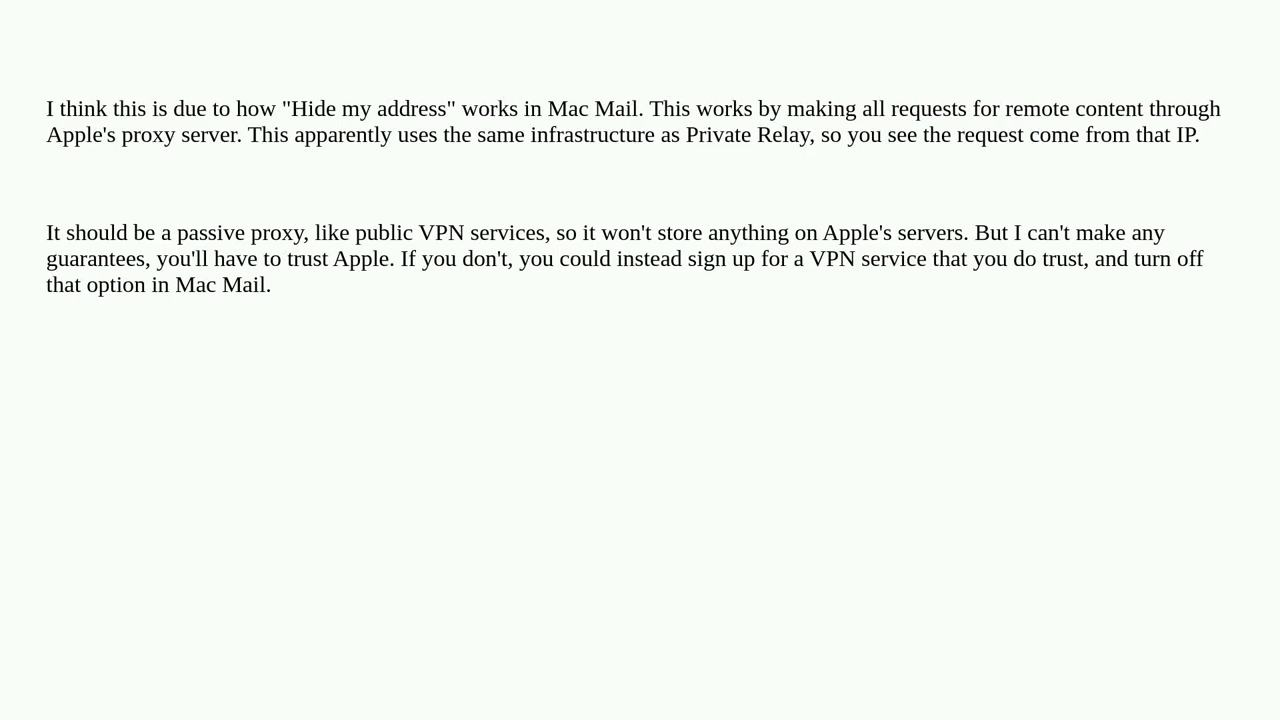 I think this is due to how "Hide my address" works in Mac Mail. This works by making all requests for remote content through
Apple's proxy server. This apparently uses the same infrastructure as Private Relay, so you see the request come from that IP.
It should be a passive proxy, like public VPN services, so it won't store anything on Apple's servers. But I can't make any
guarantees, you'll have to trust Apple. If you don't, you could instead sign up for a VPN service that you do trust, and turn off
that option in Mac Mail.